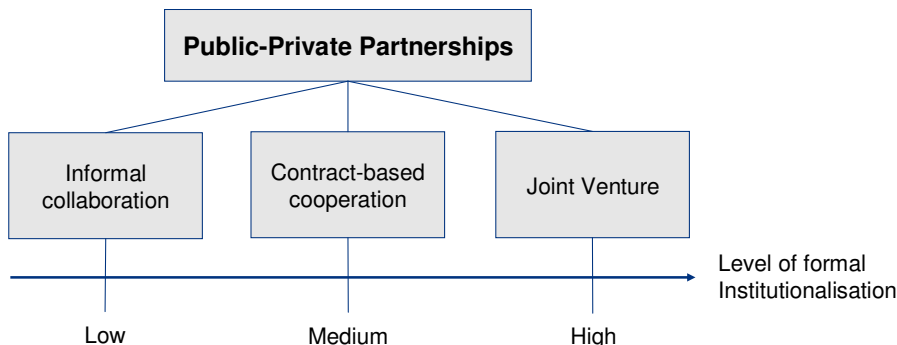 Public-Private Partnerships
Informal
collaboration
Contract-based
cooperation
Joint Venture
Level of formal
Institutionalisation
Low
Medium
High